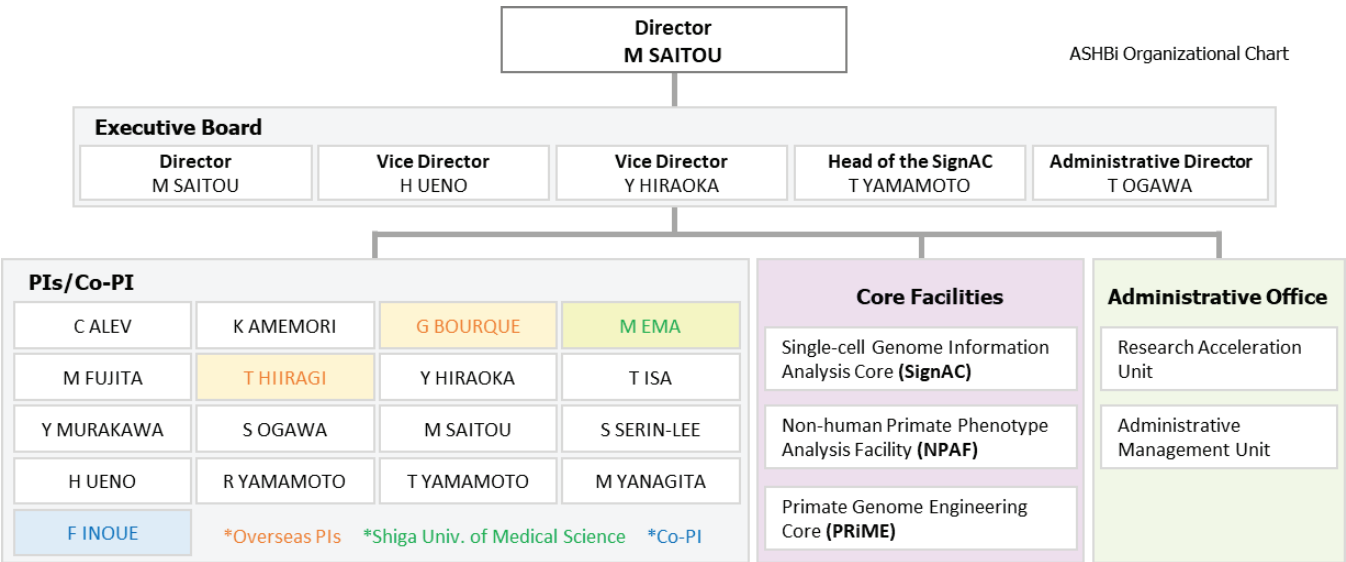 Director
M SAITOU
ASHBi Organizational Chart
Executive Board
Director
M SAITOU
Vice Director
H UENO
Vice Director
Y HIRAOKA
Head of the SignAC
T YAMAMOTO
Administrative Director
T OGAWA
PIs/Co-PI
C ALEV
K AMEMORI
G BOURQUE
M EMA
M FUJITA
T HIIRAGI
Y HIRAOKA
T ISA
Y MURAKAWA
S OGAWA
M SAITOU
S SERIN-LEE
H UENO
R YAMAMOTO
T YAMAMOTO
M YANAGITA
F INOUE
*Overseas PIs
*Shiga Univ. of Medical Science
*Co-PI
Core Facilities
Single-cell Genome Information
Analysis Core (SignAC)
Non-human Primate Phenotype
Analysis Facility (NPAF)
Primate Genome Engineering
Core (PRiME)
Administrative Office
Research Acceleration
Unit
Administrative
Management Unit